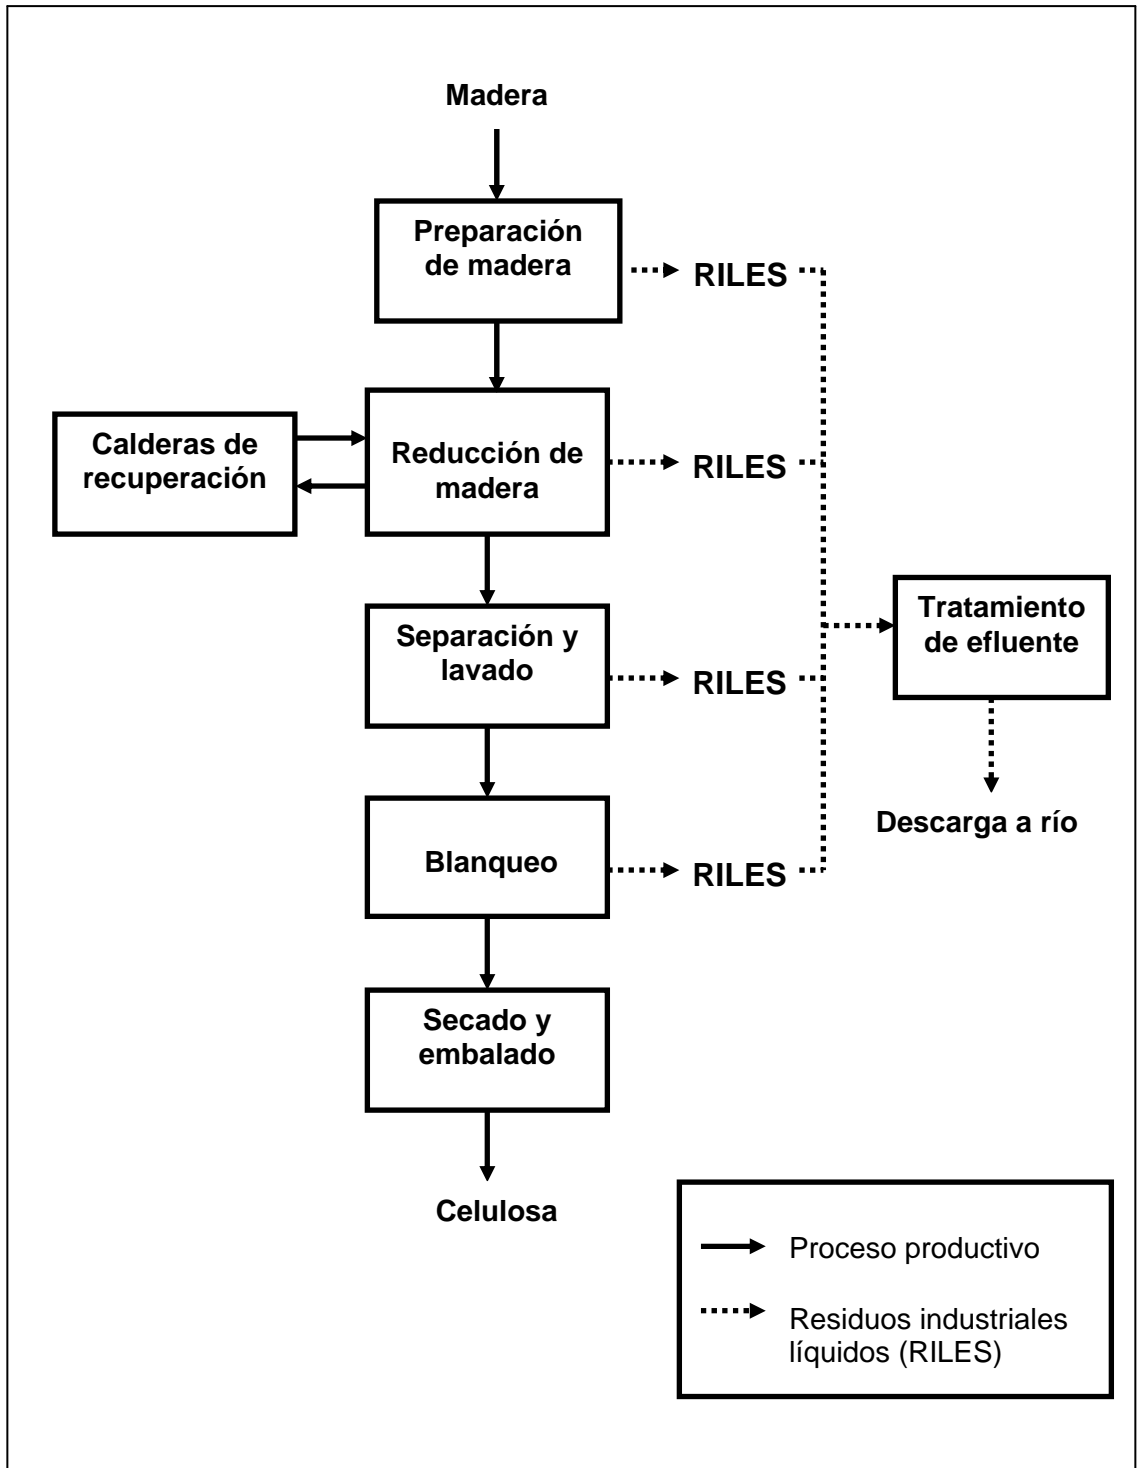 Madera
Preparación
de madera
RILES
Calderas de
recuperación
Reducción de
madera
RILES
Separación y
lavado
RILES
Tratamiento
de efluente
Descarga a río
Blanqueo
RILES
Secado y
embalado
Celulosa
Proceso productivo
Residuos industriales
líquidos (RILES)